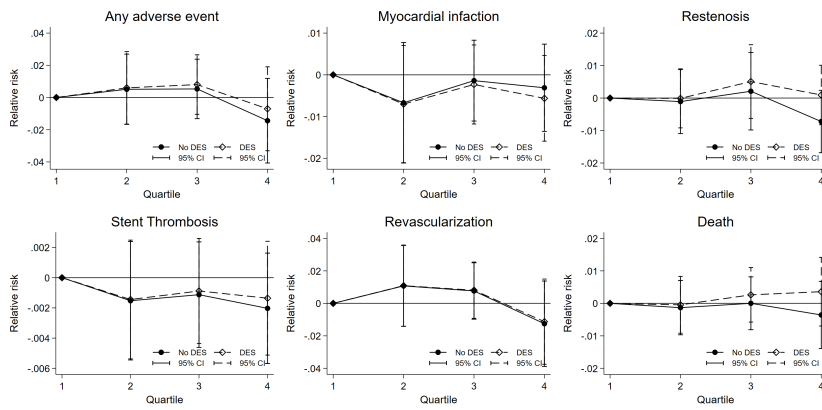 Any adverse event
.04
.02
0
-.02
-.04
Relative risk
No DES DES
95% CI 95% CI
1 2 3 4
Quartile
Myocardial infaction
.01
0
-.01
-.02
Relative risk
No DES DES
95% CI 95% CI
1 2 3 4
Quartile
Restenosis
.02
.01
0
-.01
-.02
Relative risk
No DES DES
95% CI 95% CI
1 2 3 4
Quartile
Stent Thrombosis
.002
0
-.002
-.004
-.006
Relative risk
No DES DES
95% CI 95% CI
1 2 3 4
Quartile
Revascularization
.04
.02
0
-.02
-.04
Relative risk
No DES DES
95% CI 95% CI
1 2 3 4
Quartile
Death
.02
.01
0
-.01
-.02
Relative risk
No DES DES
95% CI 95% CI
1 2 3 4
Quartile